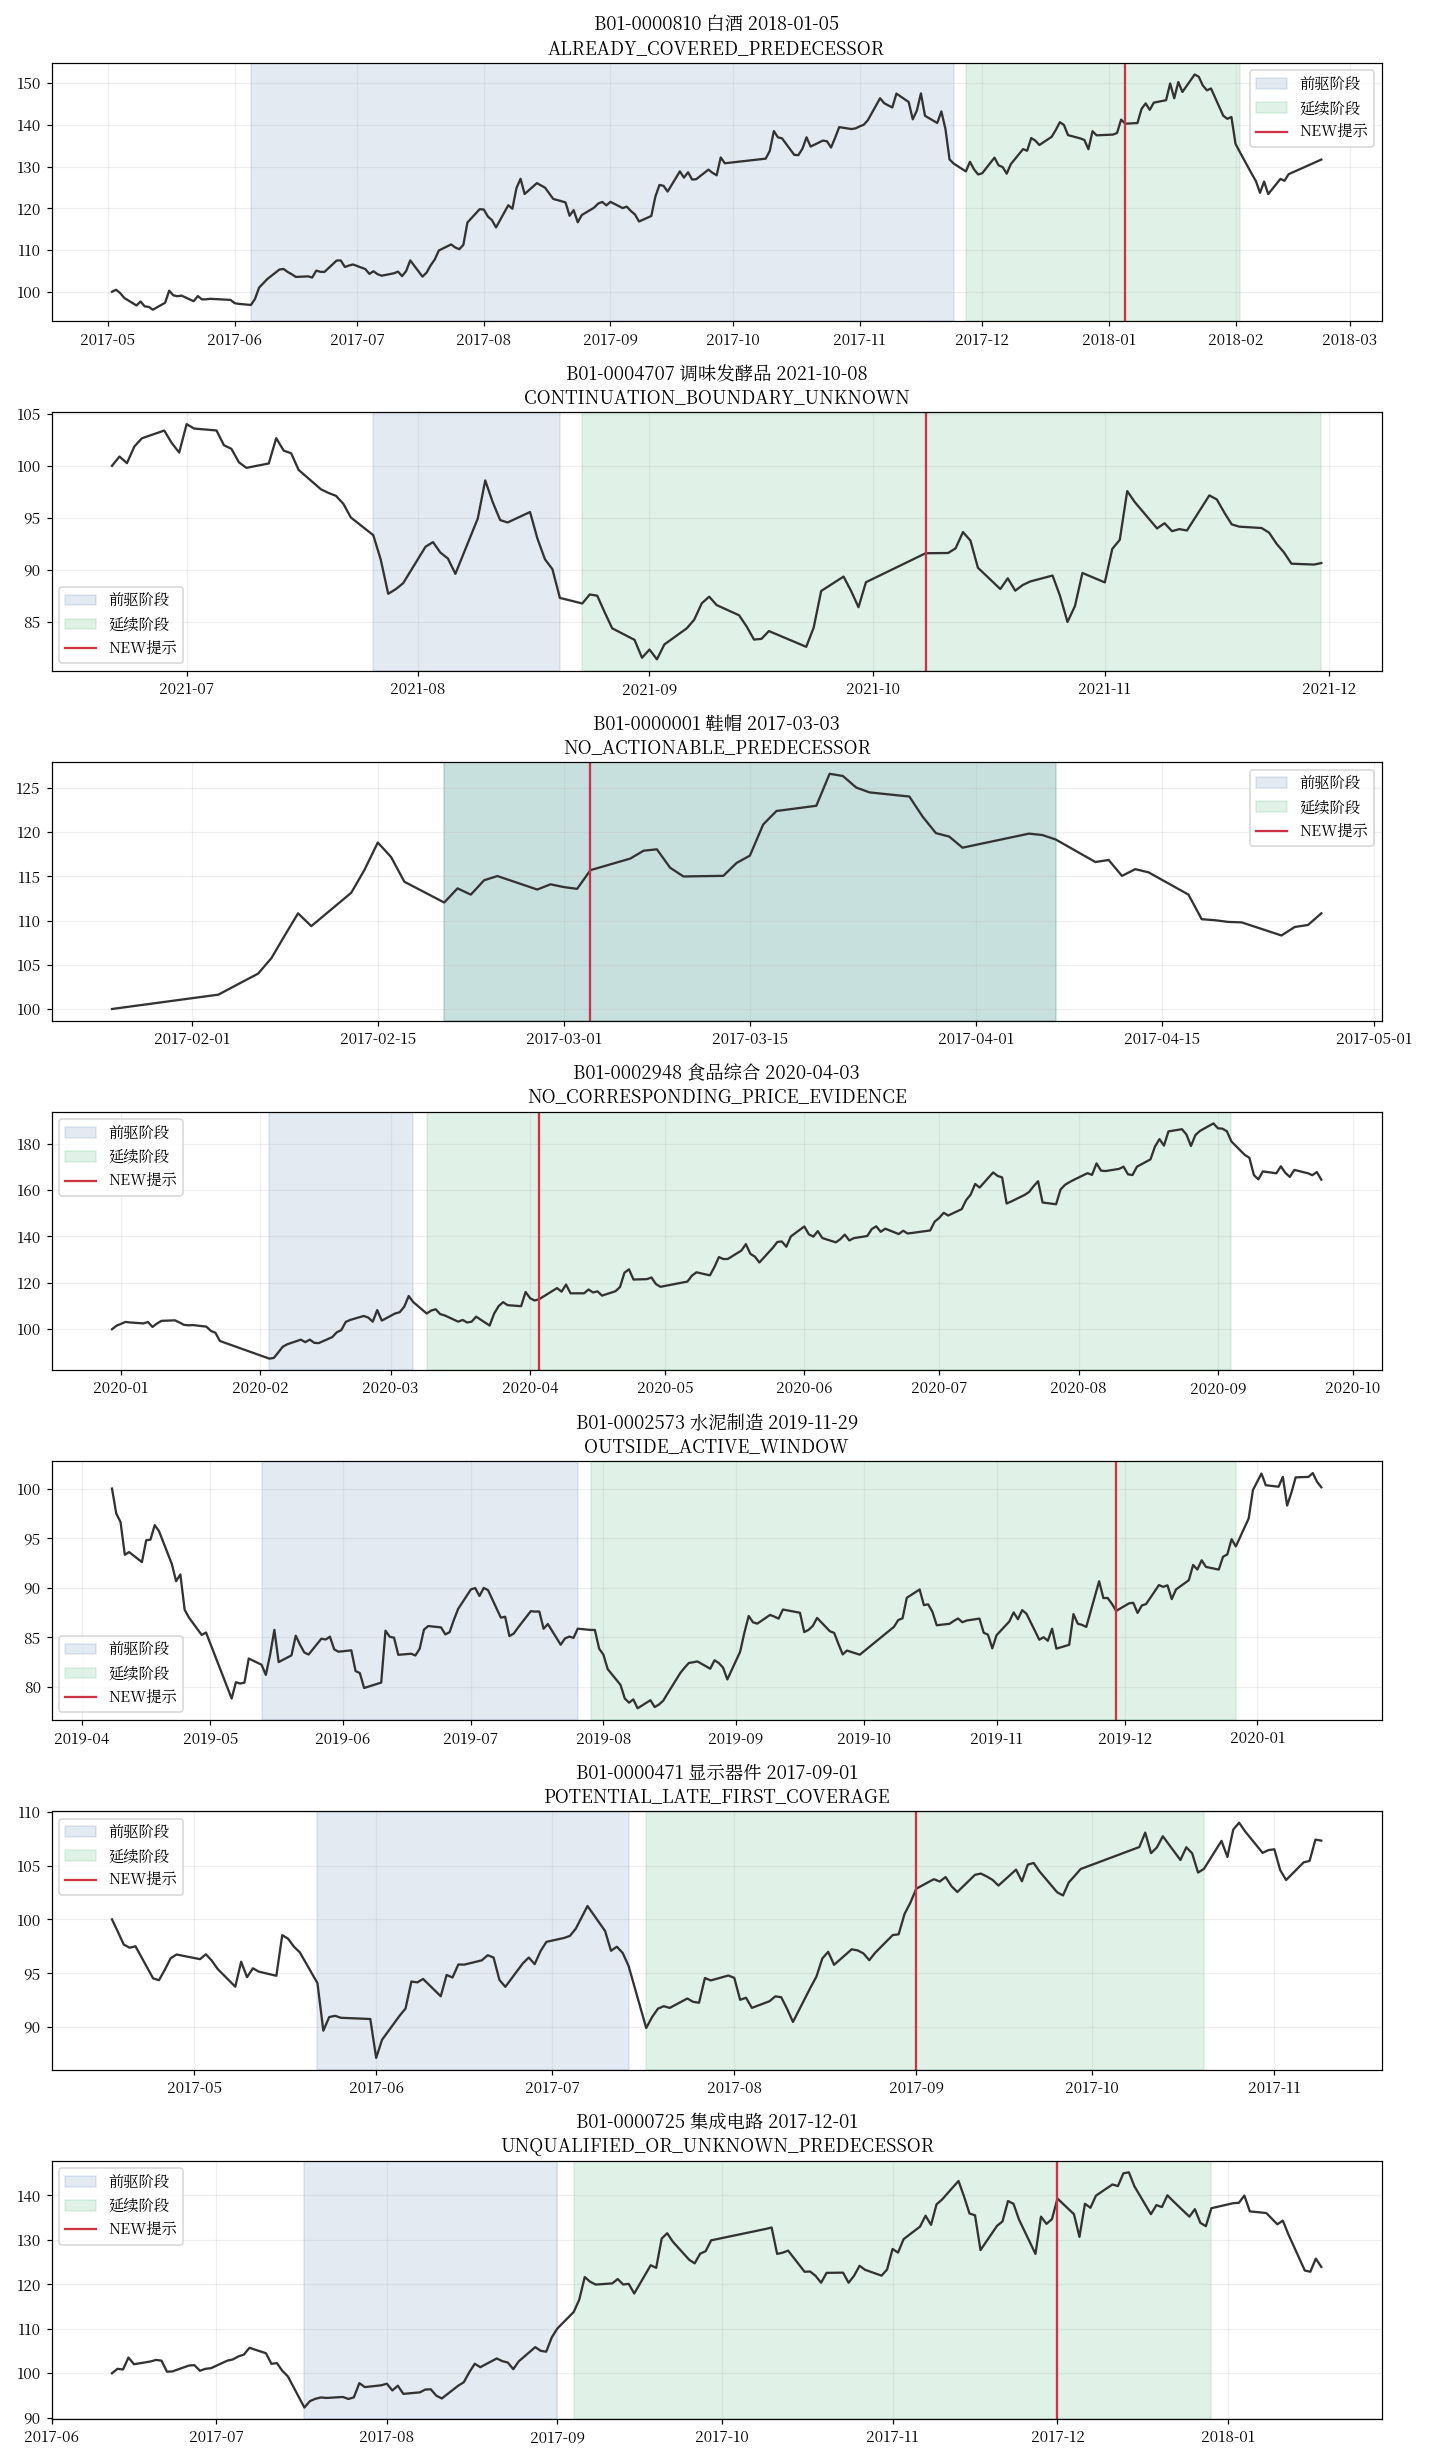 B01-0000810 白酒 2018-01-05
ALREADY_COVERED_PREDECESSOR
150
140
130
120
110
100
前驱阶段
延续阶段
NEW提示
2017-05 2017-06 2017-07 2017-08 2017-09 2017-10 2017-11 2017-12 2018-01 2018-02 2018-03
B01-0004707 调味发酵品 2021-10-08
CONTINUATION_BOUNDARY_UNKNOWN
105
100
95
90
85
前驱阶段
延续阶段
NEW提示
2021-07 2021-08 2021-09 2021-10 2021-11 2021-12
B01-0000001 鞋帽 2017-03-03
NO_ACTIONABLE_PREDECESSOR
125
120
115
110
105
100
前驱阶段
延续阶段
NEW提示
2017-02-01 2017-02-15 2017-03-01 2017-03-15 2017-04-01 2017-04-15 2017-05-01
B01-0002948 食品综合 2020-04-03
NO_CORRESPONDING_PRICE_EVIDENCE
180
160
140
120
100
前驱阶段
延续阶段
NEW提示
2020-01 2020-02 2020-03 2020-04 2020-05 2020-06 2020-07 2020-08 2020-09 2020-10
B01-0002573 水泥制造 2019-11-29
OUTSIDE_ACTIVE_WINDOW
100
95
90
85
80
前驱阶段
延续阶段
NEW提示
2019-04 2019-05 2019-06 2019-07 2019-08 2019-09 2019-10 2019-11 2019-12 2020-01
B01-0000471 显示器件 2017-09-01
POTENTIAL_LATE_FIRST_COVERAGE
110
105
100
95
90
前驱阶段
延续阶段
NEW提示
2017-05 2017-06 2017-07 2017-08 2017-09 2017-10 2017-11
B01-0000725 集成电路 2017-12-01
UNQUALIFIED_OR_UNKNOWN_PREDECESSOR
140
130
120
110
100
90
前驱阶段
延续阶段
NEW提示
2017-06 2017-07 2017-08 2017-09 2017-10 2017-11 2017-12 2018-01